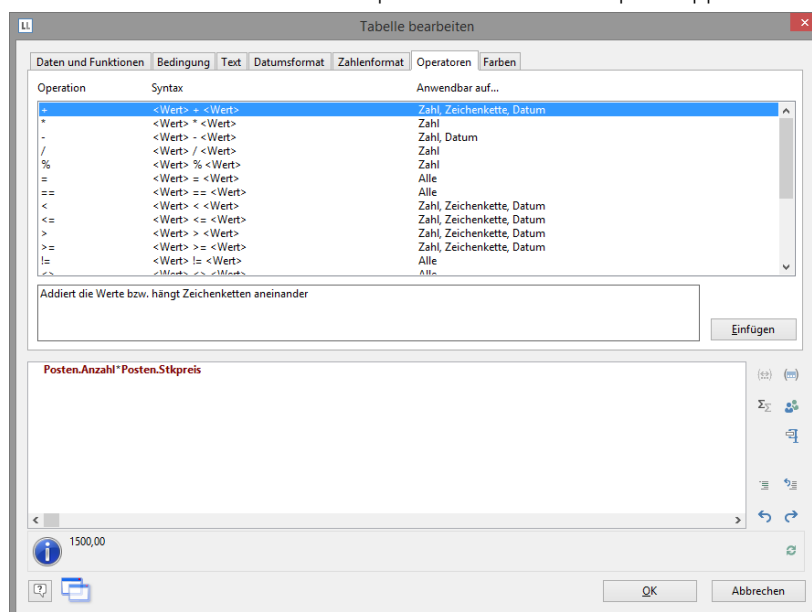 LL
Tabelle bearbeiten
Daten und Funktionen Bedingung Text Datumsformat Zahlenformat Operatoren Farben
Operation Syntax Anwendbar auf...
+ <Wert> + <Wert> Zahl, Zeichenkette, Datum
* <Wert> * <Wert> Zahl
- <Wert> - <Wert> Zahl, Datum
/ <Wert> / <Wert> Zahl
% <Wert> % <Wert> Zahl
= <Wert> = <Wert> Alle
== <Wert> == <Wert> Alle
< <Wert> < <Wert> Zahl, Zeichenkette, Datum
<= <Wert> <= <Wert> Zahl, Zeichenkette, Datum
> <Wert> > <Wert> Zahl, Zeichenkette, Datum
>= <Wert> >= <Wert> Zahl, Zeichenkette, Datum
!= <Wert> != <Wert> Alle
<> <Wert> <> <Wert> Alle
Addiert die Werte bzw. hängt Zeichenketten aneinander
Einfügen
Posten.Anzahl*Posten.Stkpreis
1500,00
OK Abbrechen